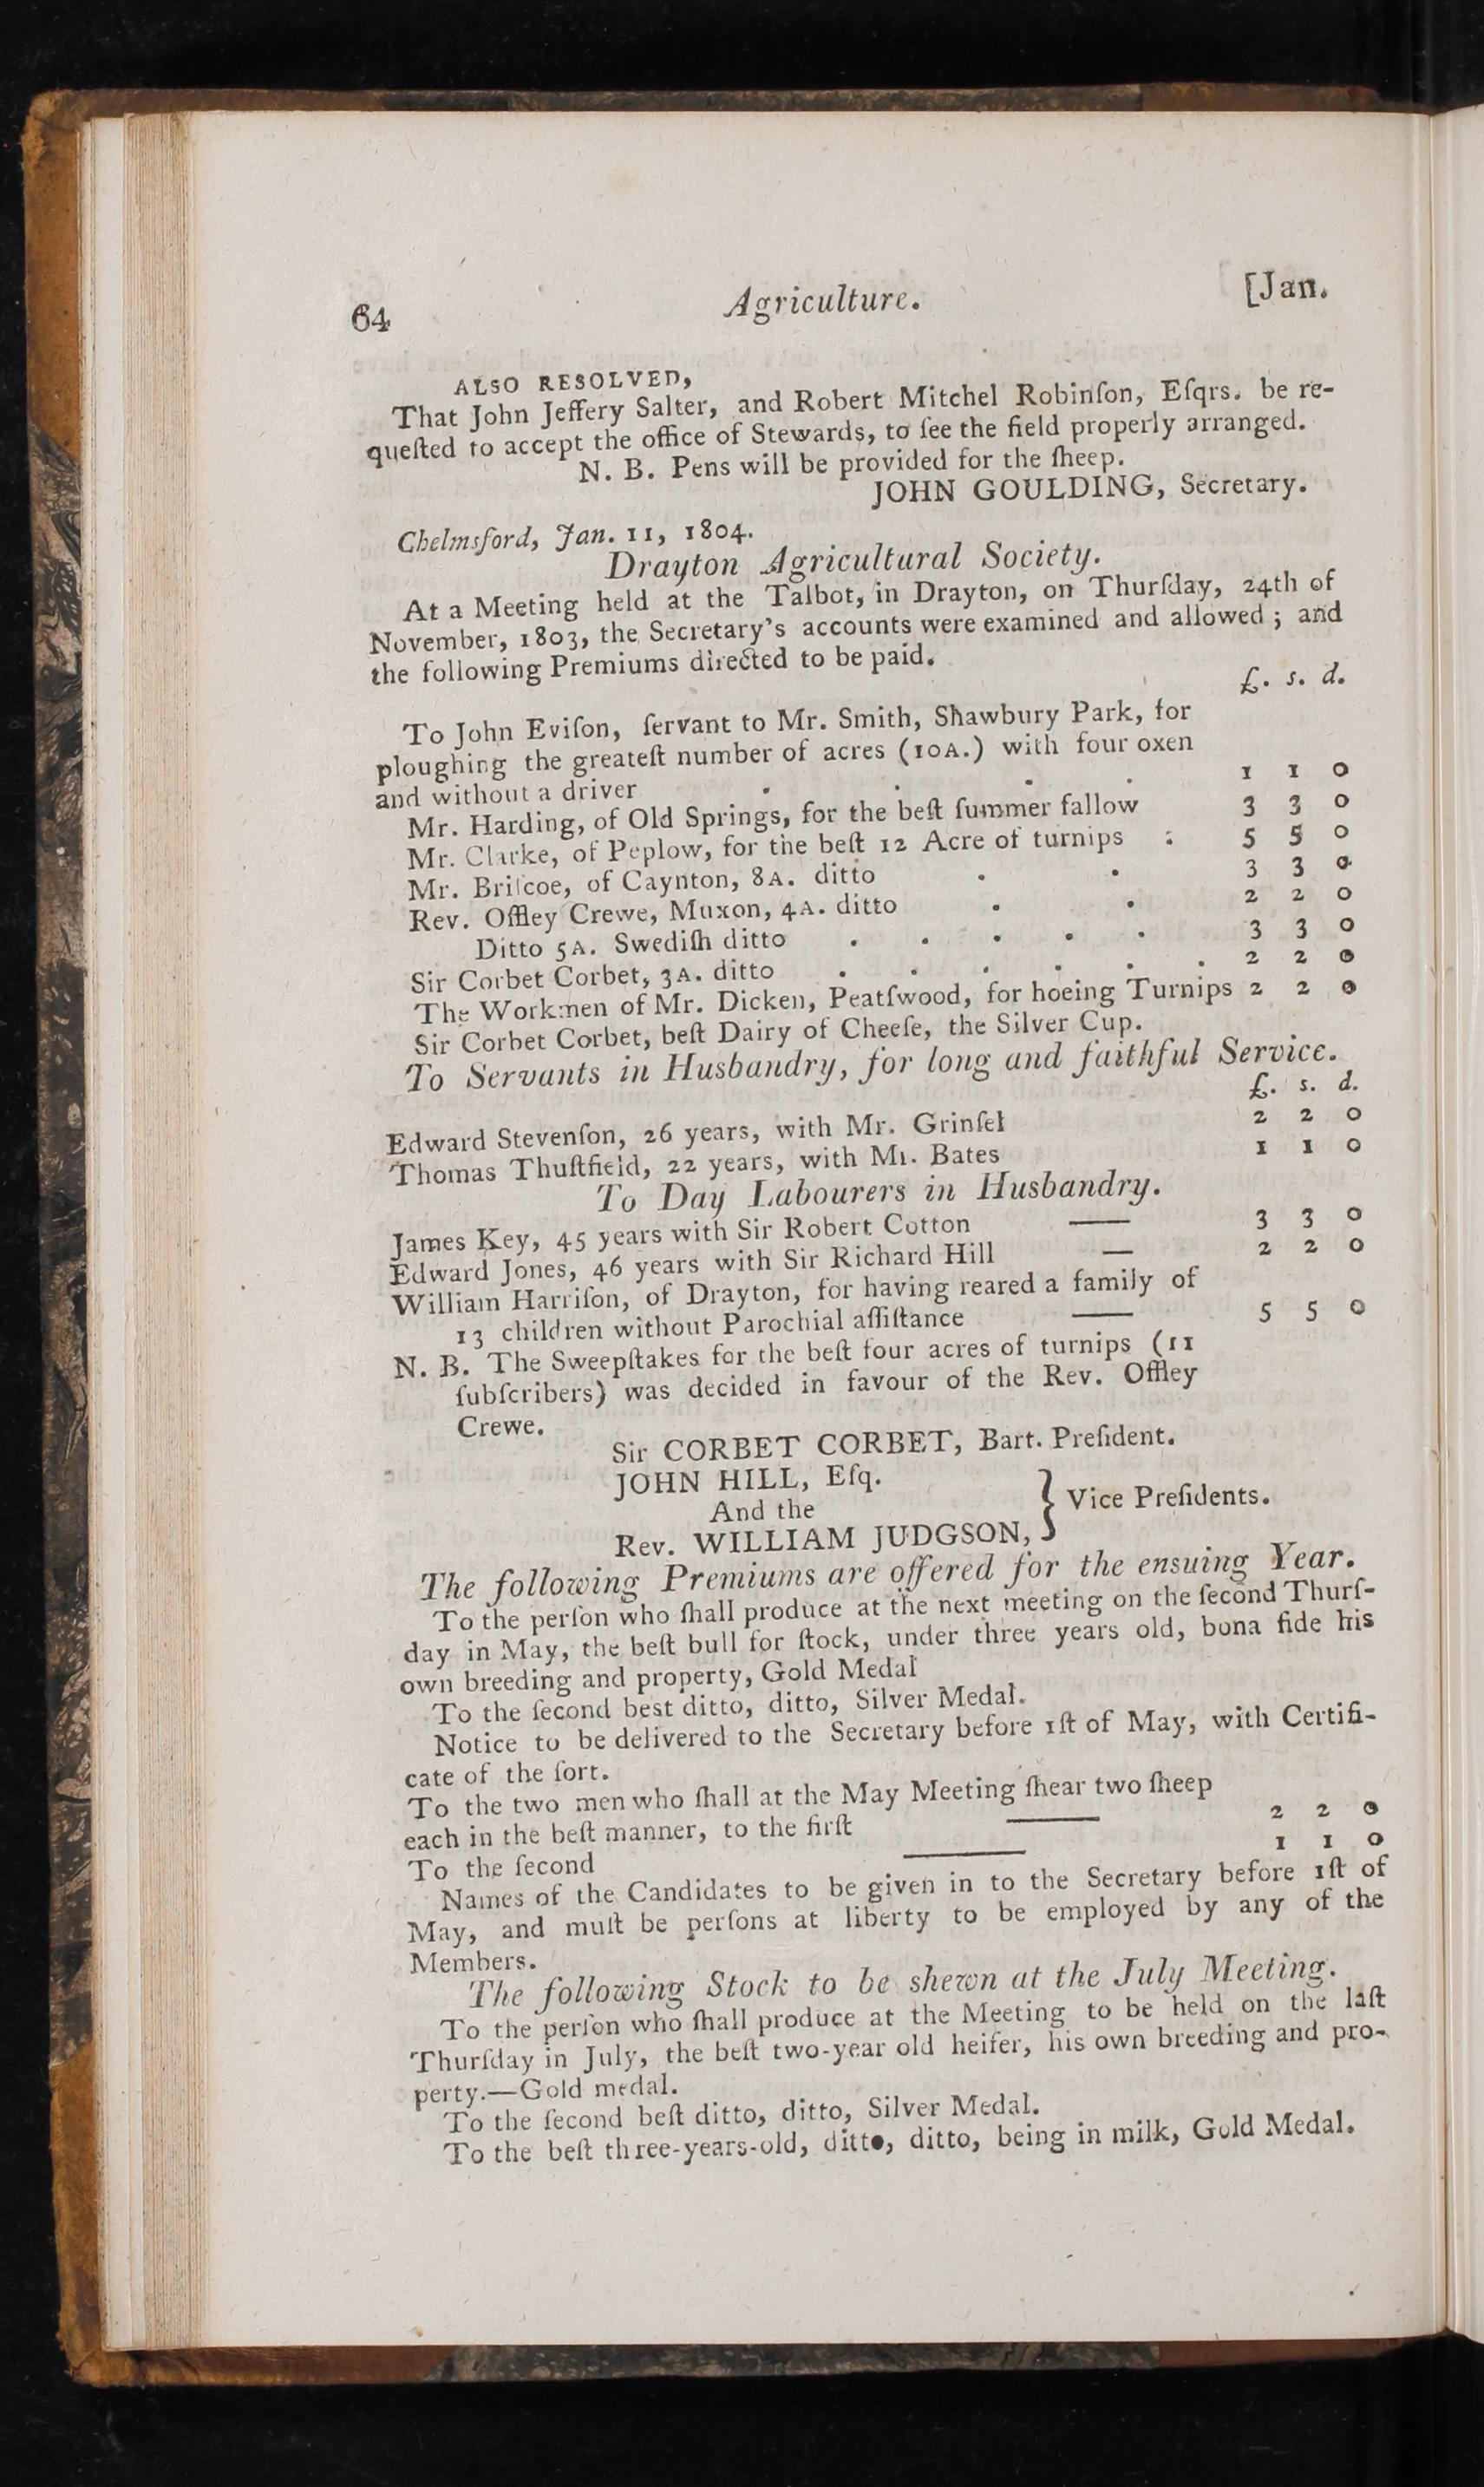 64
Agriculture.
[Jan.
ALSO RESOLVED,
That John Jeffery Salter, and Robert Mitchel Robinſon, Eſqrs. be re-
queſted to accept the office of Stewards, to ſee the field properly arranged.
N. B. Pens will be provided for the ſheep.
JOHN GOULDING, Secretary.
Chelmsford, Jan. 11, 1804.
Drayton Agricultural Society.
At a Meeting held at the Talbot, in Drayton, on Thurſday, 24th of
November, 1803, the Secretary's accounts were examined and allowed ; and
the following Premiums directed to be paid.
£. s. d.
To John Eviſon, ſervant to Mr. Smith, Shawbury Park, for
ploughing the greateſt number of acres (10A.) with four oxen
and without a driver . . . . 1 1 0
Mr. Harding, of Old Springs, for the beſt ſummer fallow 3 3 0
Mr. Clarke, of Peplow, for the beſt 12 Acre of turnips : 5 5 0
Mr. Briſcoe, of Caynton, 8A. ditto . . 3 3 0
Rev. Offley Crewe, Muxon, 4A. ditto . . 2 2 0
Ditto 5A. Swediſh ditto . . . . . 3 3 0
Sir Corbet Corbet, 3A. ditto . . . . . . 2 2 0
The Workmen of Mr. Dicken, Peatſwood, for hoeing Turnips 2 2 0
Sir Corbet Corbet, beſt Dairy of Cheeſe, the Silver Cup.
To Servants in Husbandry, for long and faithful Service.
£. s. d.
Edward Stevenſon, 26 years, with Mr. Grinſel 2 2 0
Thomas Thuſtfield, 22 years, with Mr. Bates 1 1 0
To Day Labourers in Husbandry.
James Key, 45 years with Sir Robert Cotton —— 3 3 0
Edward Jones, 46 years with Sir Richard Hill — 2 2 0
William Harriſon, of Drayton, for having reared a family of
13 children without Parochial aſſiſtance —— 5 5 0
N. B. The Sweepſtakes for the beſt four acres of turnips (11
ſubſcribers) was decided in favour of the Rev. Offley
Crewe.
Sir CORBET CORBET, Bart. Preſident.
JOHN HILL, Eſq.
And the } Vice Preſidents.
Rev. WILLIAM JUDGSON,
The following Premiums are offered for the ensuing Year.
To the perſon who ſhall produce at the next meeting on the ſecond Thurſ-
day in May, the beſt bull for ſtock, under three years old, bona fide his
own breeding and property, Gold Medal
To the ſecond best ditto, ditto, Silver Medal.
Notice to be delivered to the Secretary before 1ſt of May, with Certifi-
cate of the ſort.
To the two men who ſhall at the May Meeting ſhear two ſheep
each in the beſt manner, to the firſt —— 2 2 0
To the ſecond —— 1 1 0
Names of the Candidates to be given in to the Secretary before 1ſt of
May, and muſt be perſons at liberty to be employed by any of the
Members.
The following Stock to be shewn at the July Meeting.
To the perſon who ſhall produce at the Meeting to be held on the laſt
Thurſday in July, the beſt two-year old heifer, his own breeding and pro-
perty.—Gold medal.
To the ſecond beſt ditto, ditto, Silver Medal.
To the beſt three-years-old, ditto, ditto, being in milk, Gold Medal.